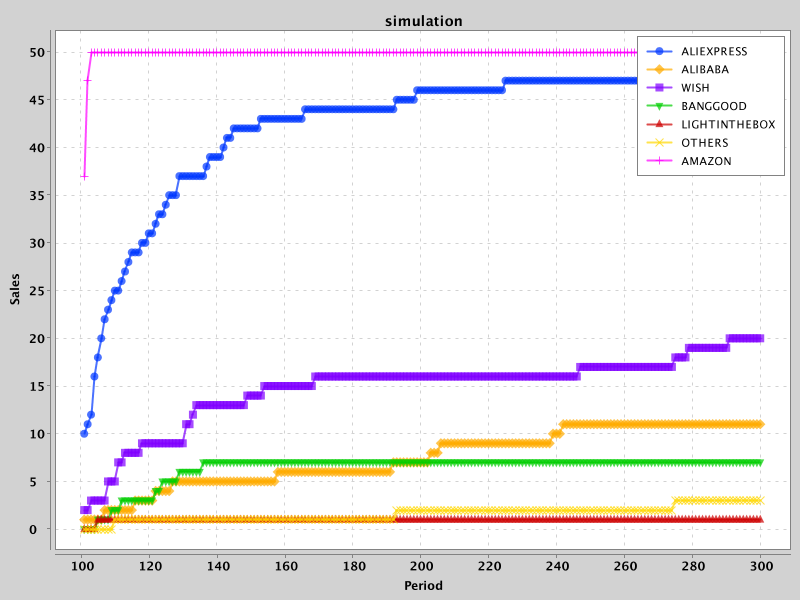 simulation
50
45
40
35
30
25
20
15
10
5
0
Sales
ALIEXPRESS
ALIBABA
WISH
BANGGOOD
LIGHTINTHEBOX
OTHERS
AMAZON
100 120 140 160 180 200 220 240 260 280 300
Period